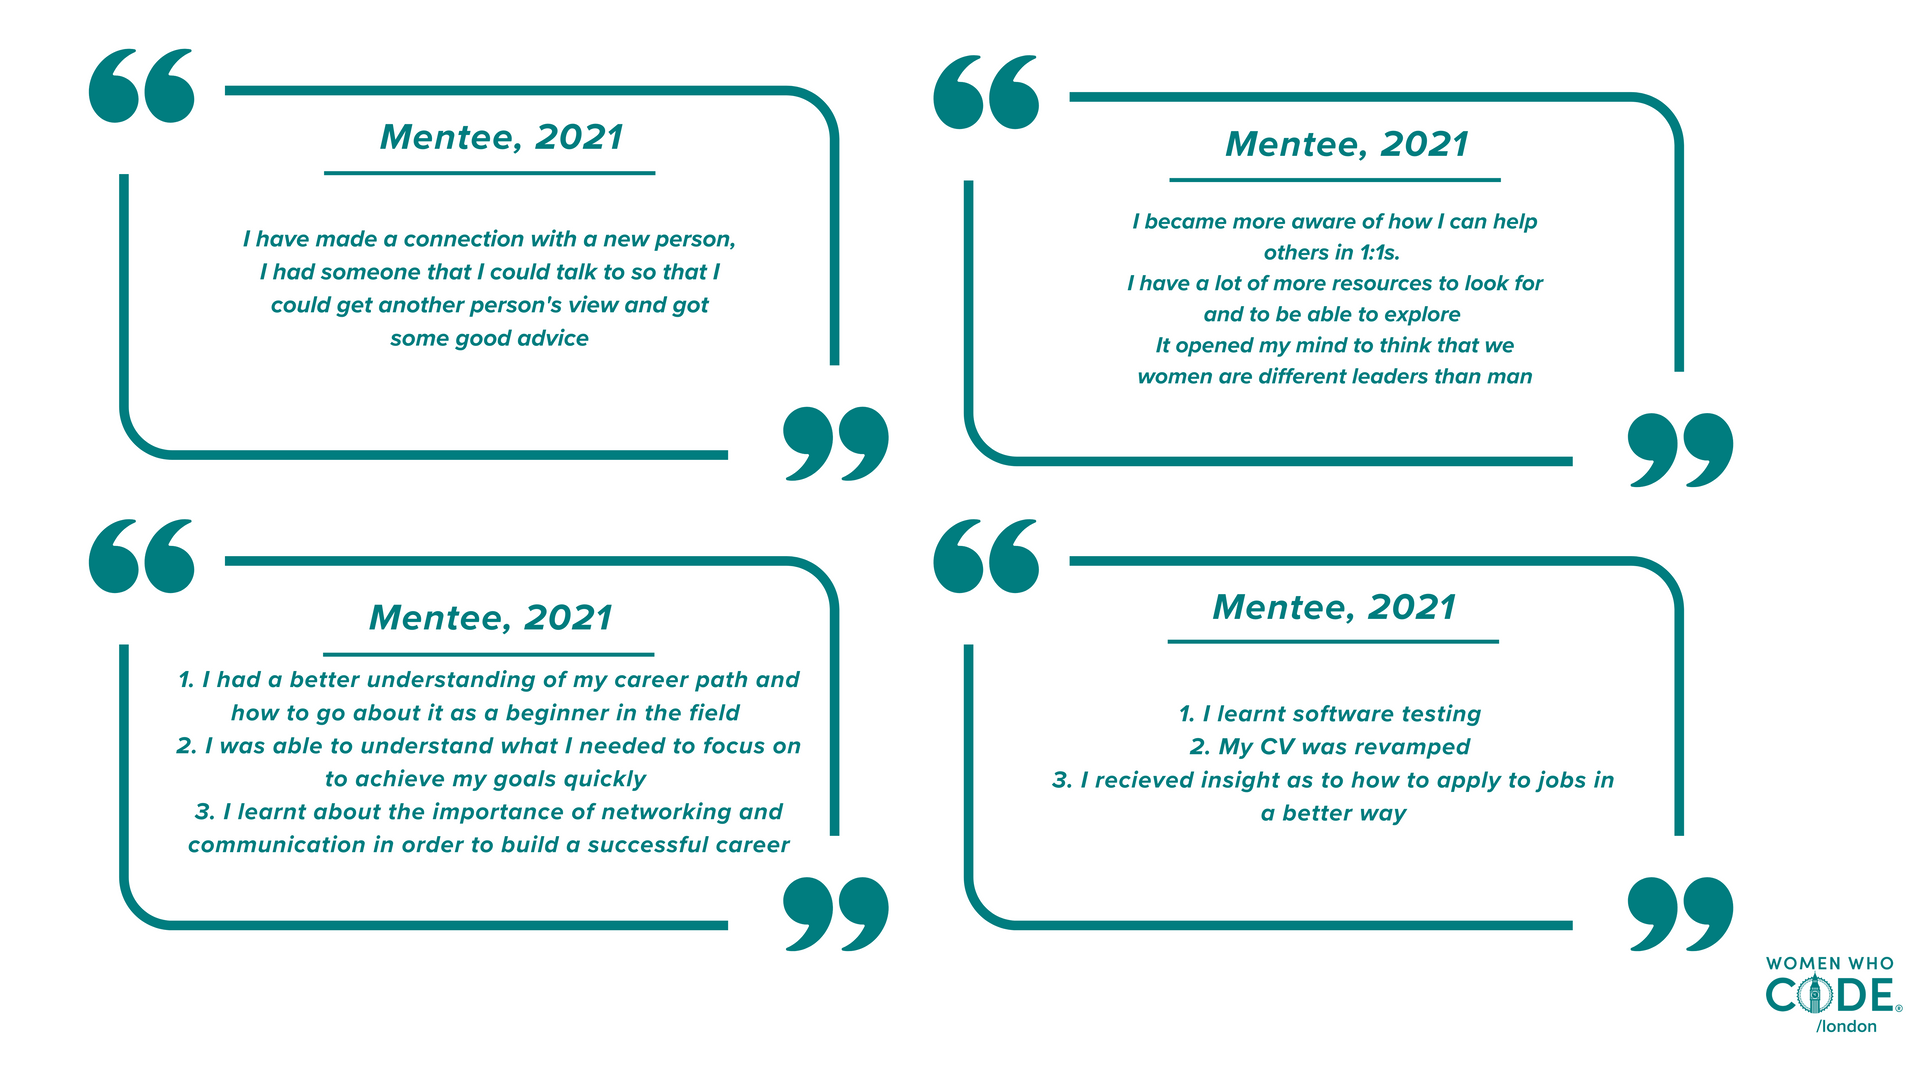 Mentee, 2021
I have made a connection with a new person,
I had someone that I could talk to so that I
could get another person's view and got
some good advice
Mentee, 2021
I became more aware of how I can help
others in 1:1s.
I have a lot of more resources to look for
and to be able to explore
It opened my mind to think that we
women are different leaders than man
Mentee, 2021
1. I had a better understanding of my career path and
how to go about it as a beginner in the field
2. I was able to understand what I needed to focus on
to achieve my goals quickly
3. I learnt about the importance of networking and
communication in order to build a successful career
Mentee, 2021
1. I learnt software testing
2. My CV was revamped
3. I recieved insight as to how to apply to jobs in
a better way
WOMEN WHO
CODE®
/london